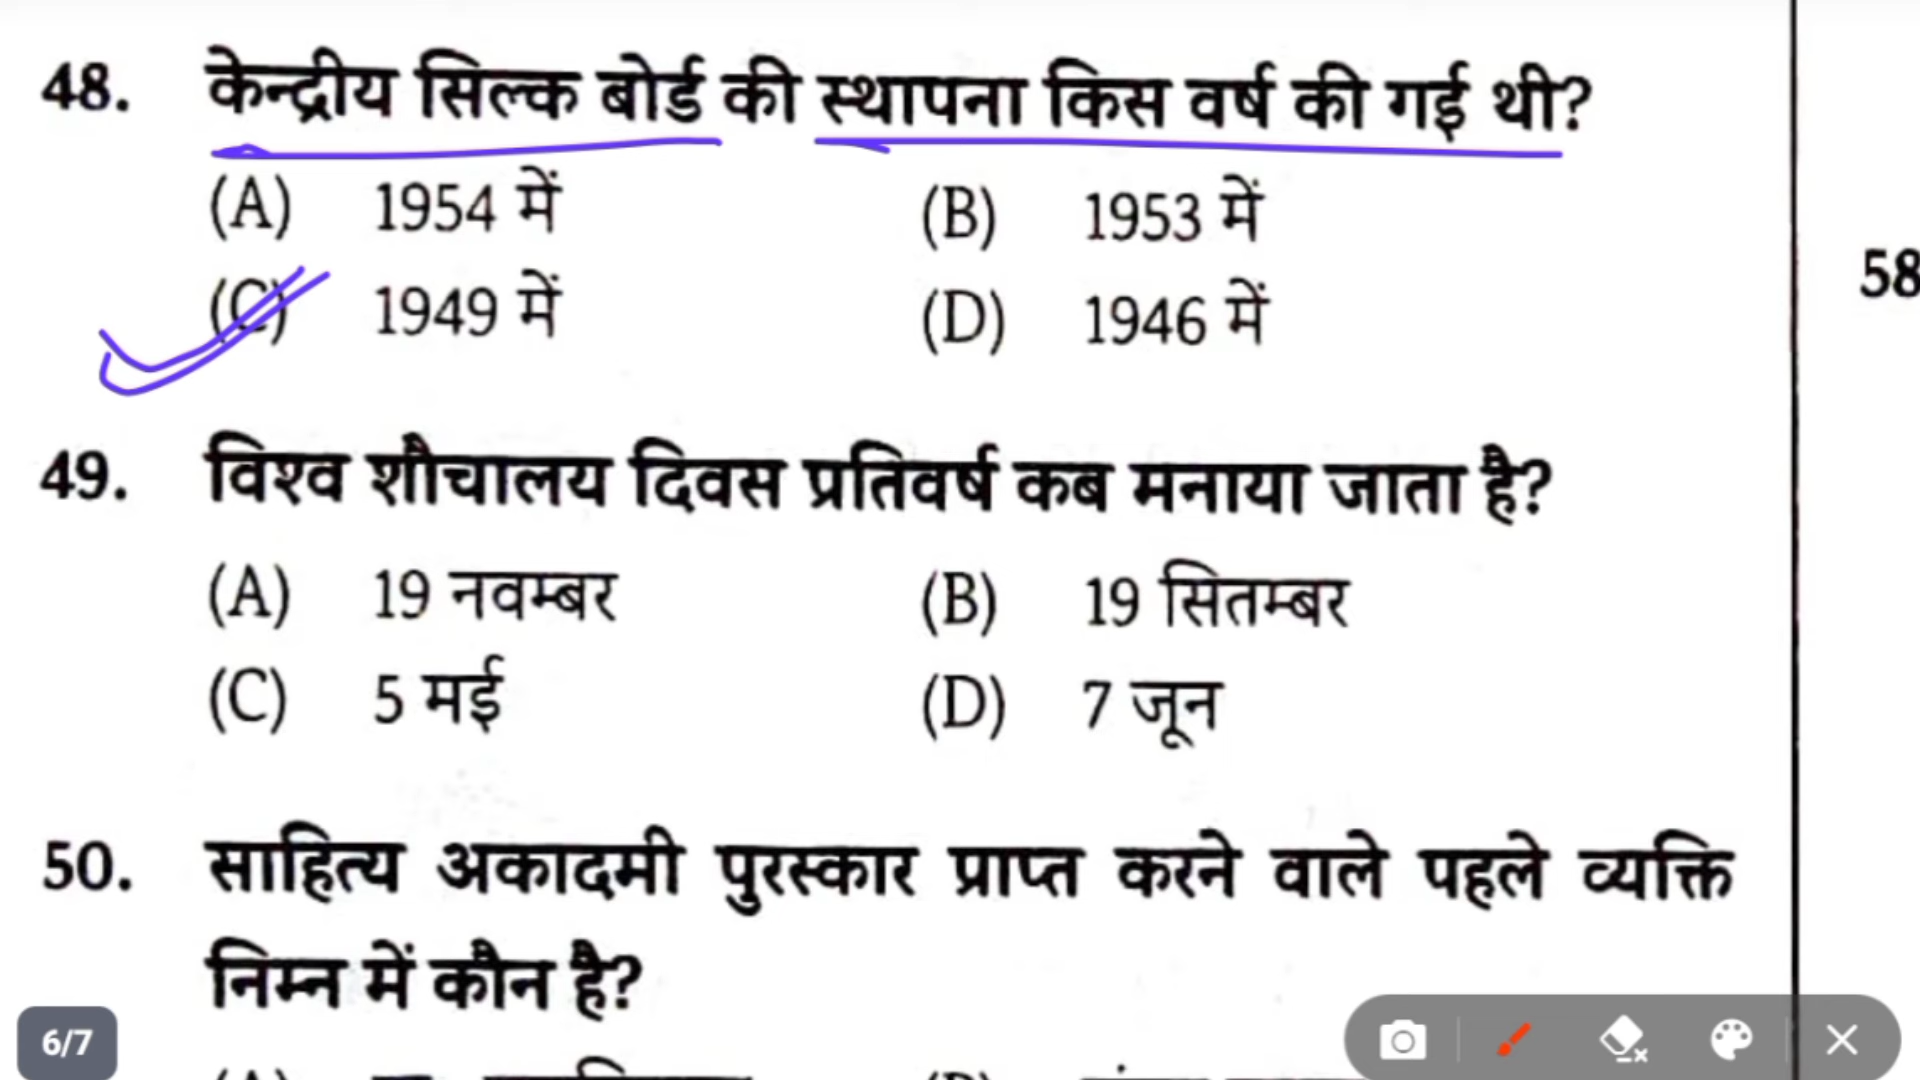 48. केन्द्रीय सिल्क बोर्ड की स्थापना किस वर्ष की गई थी?
(A) 1954 में (B) 1953 में
(C) 1949 में (D) 1946 में
58
49. विश्व शौचालय दिवस प्रतिवर्ष कब मनाया जाता है?
(A) 19 नवम्बर (B) 19 सितम्बर
(C) 5 मई (D) 7 जून
50. साहित्य अकादमी पुरस्कार प्राप्त करने वाले पहले व्यक्ति
निम्न में कौन है?
6/7